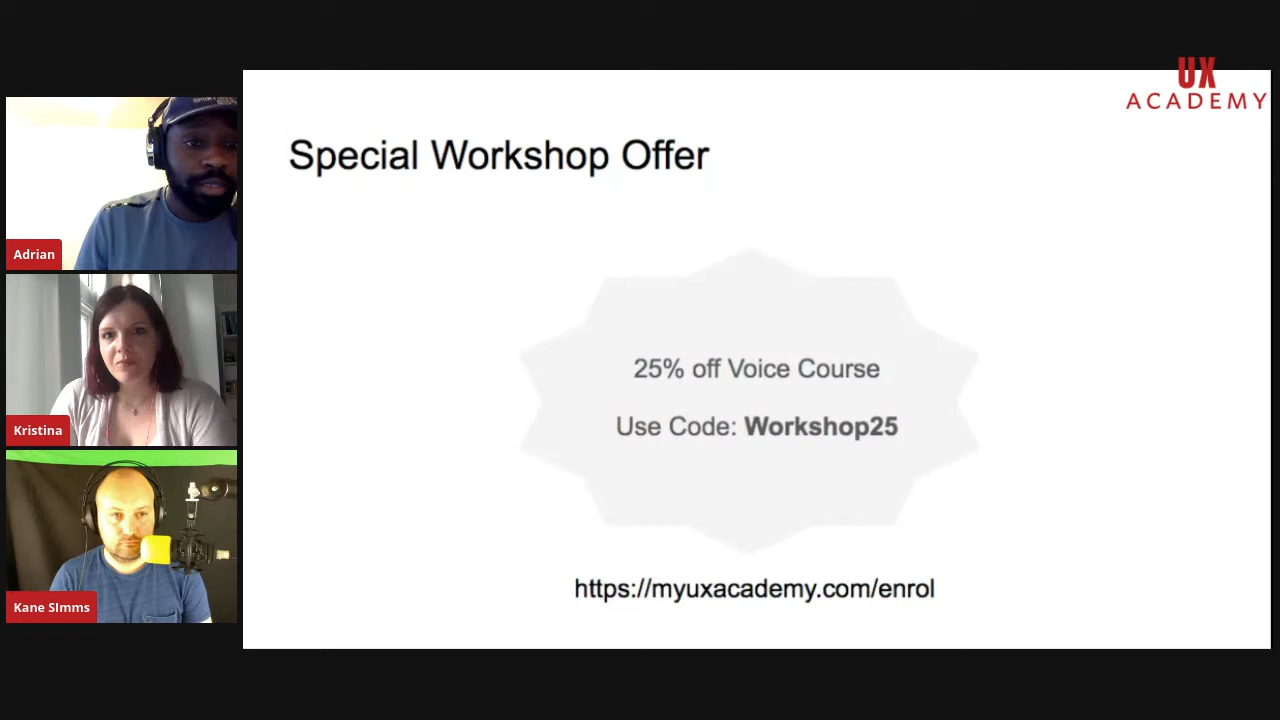 UX
ACADEMY
Special Workshop Offer
25% off Voice Course
Use Code: Workshop25
https://myuxacademy.com/enrol
Adrian
Kristina
Kane SImms